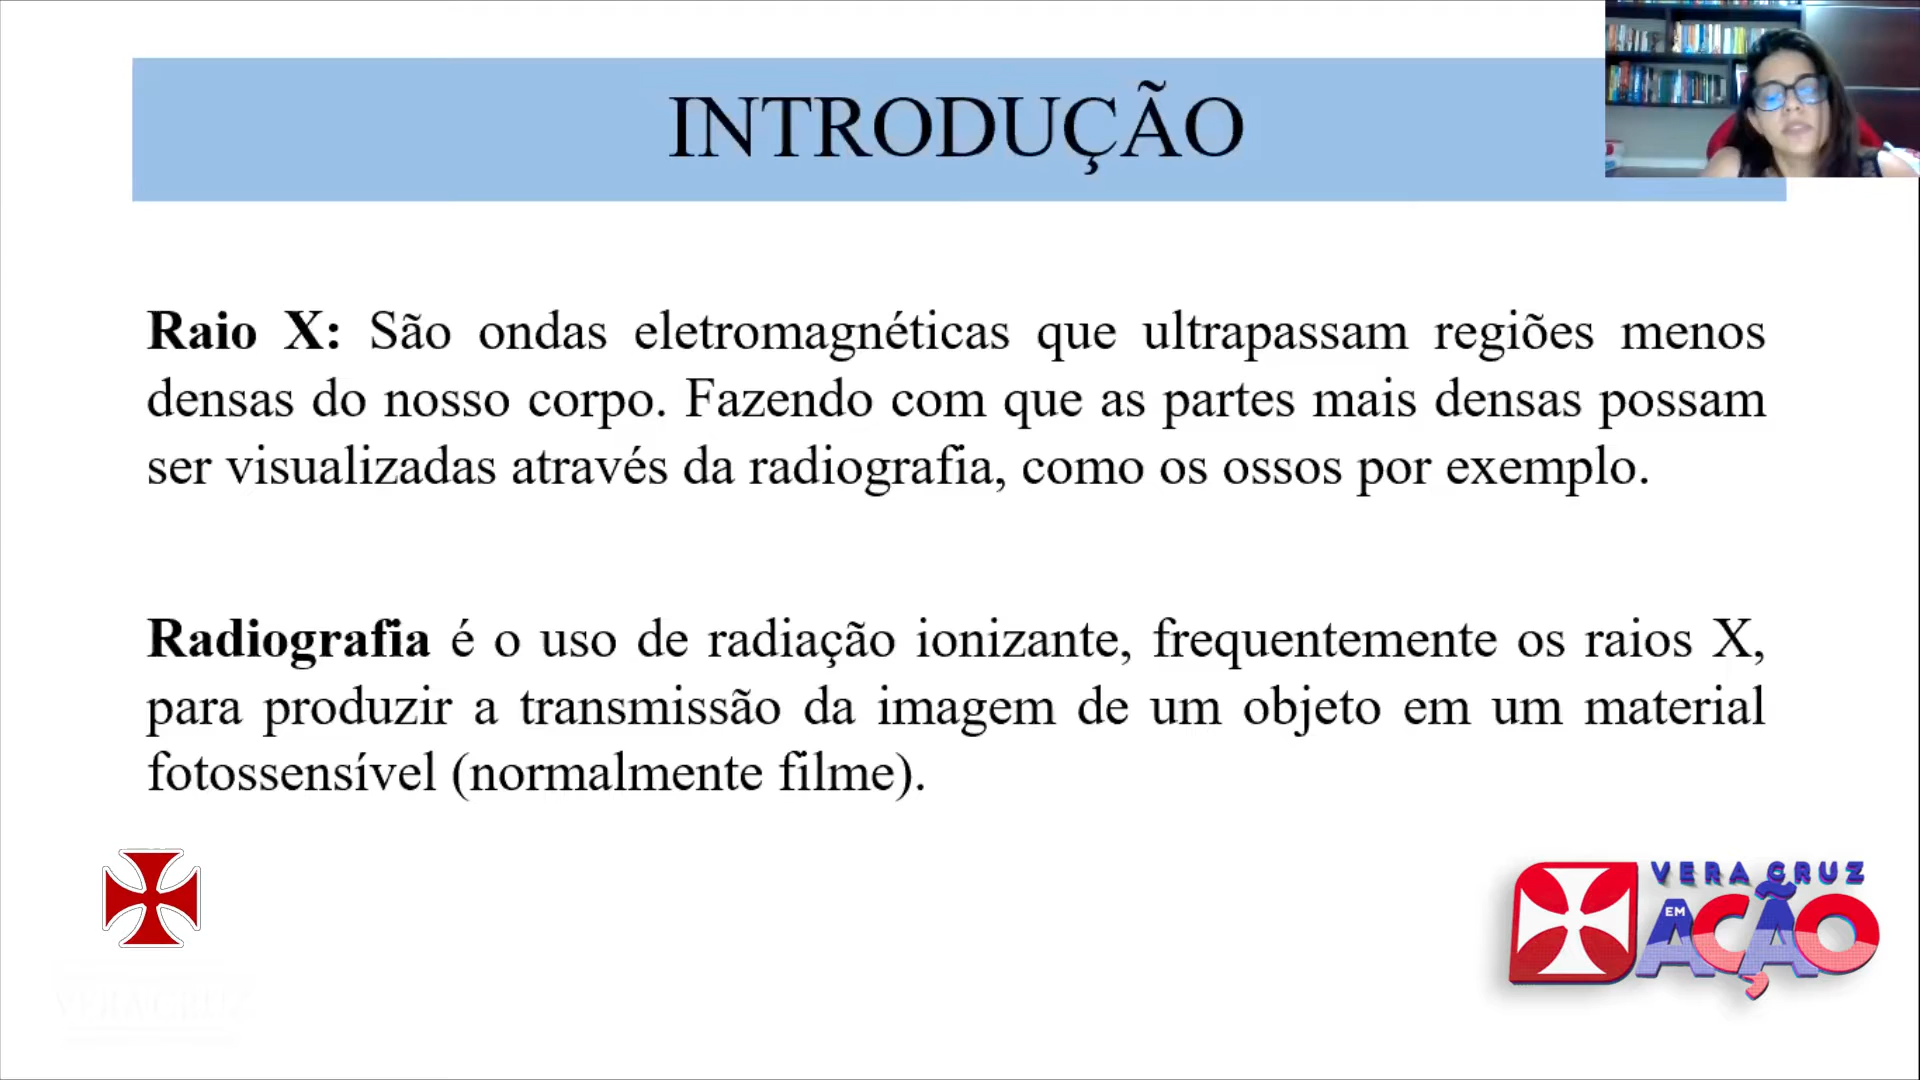 INTRODUÇÃO
Raio X: São ondas eletromagnéticas que ultrapassam regiões menos
densas do nosso corpo. Fazendo com que as partes mais densas possam
ser visualizadas através da radiografia, como os ossos por exemplo.
Radiografia é o uso de radiação ionizante, frequentemente os raios X,
para produzir a transmissão da imagem de um objeto em um material
fotossensível (normalmente filme).
VERA CRUZ
EM
AÇÃO
VERA CRUZ